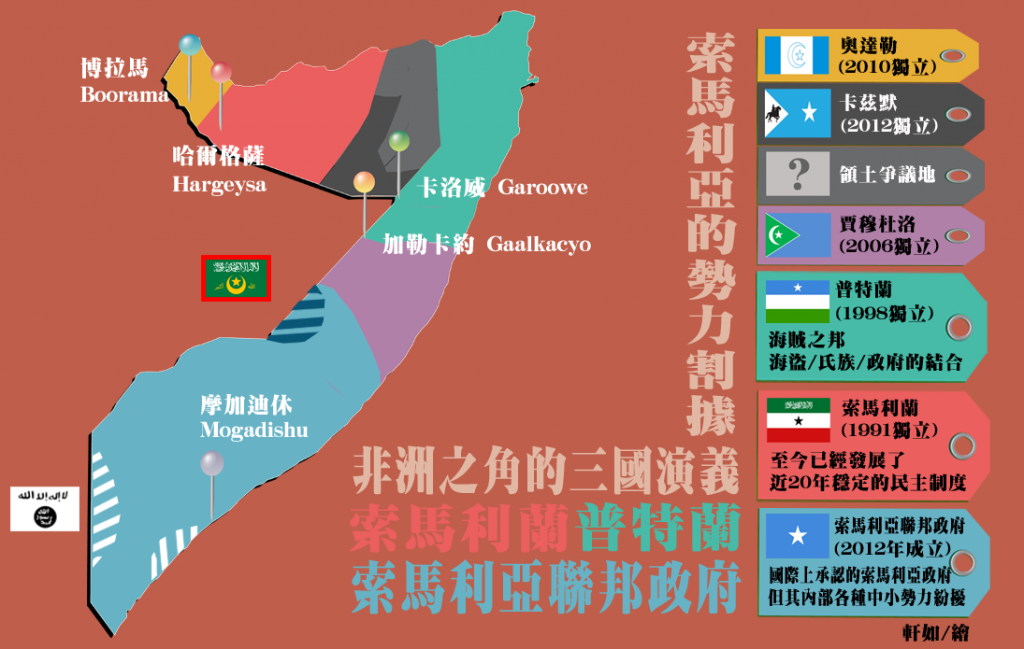 博拉馬
Boorama
哈爾格薩
Hargeysa
卡洛威 Garoowe
加勒卡約 Gaalkacyo
摩加迪休
Mogadishu
索馬利亞的勢力割據
非洲之角的三國演義
索馬利蘭普特蘭
索馬利亞聯邦政府
奧達勒
(2010獨立)
卡茲默
(2012獨立)
?
領土爭議地
賈穆杜洛
(2006獨立)
普特蘭
(1998獨立)
海賊之邦
海盜/氏族/政府的結合
索馬利蘭
(1991獨立)
至今已經發展了
近20年穩定的民主制度
索馬利亞聯邦政府
(2012年成立)
國際上承認的索馬利亞政府
但其內部各種中小勢力紛擾
軒如/繪
لا إله إلا الله